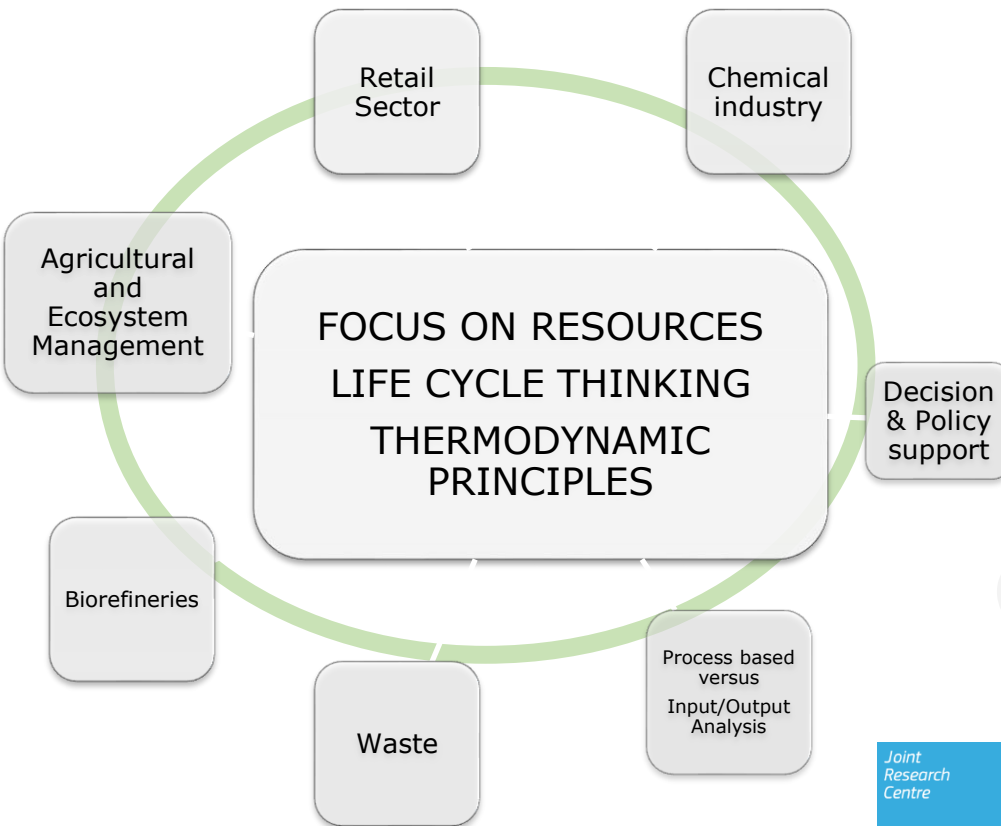 Retail
Sector
Chemical
industry
Agricultural
and
Ecosystem
Management
FOCUS ON RESOURCES
LIFE CYCLE THINKING
THERMODYNAMIC
PRINCIPLES
Decision
& Policy
support
Biorefineries
Process based
versus
Input/Output
Analysis
Waste
Joint
Research
Centre